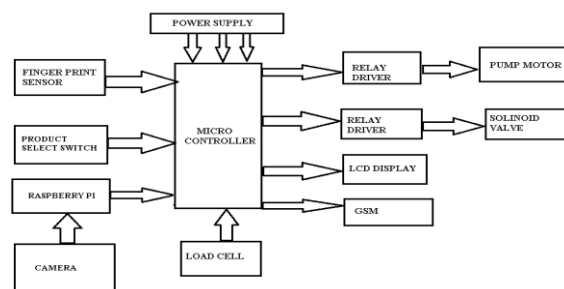 POWER SUPPLY
FINGER PRINT
SENSOR
RELAY
DRIVER
PUMP MOTOR
MICRO
CONTROLLER
RELAY
DRIVER
SOLINOID
VALVE
PRODUCT
SELECT SWITCH
LCD DISPLAY
RASPBERRY PI
GSM
LOAD CELL
CAMERA